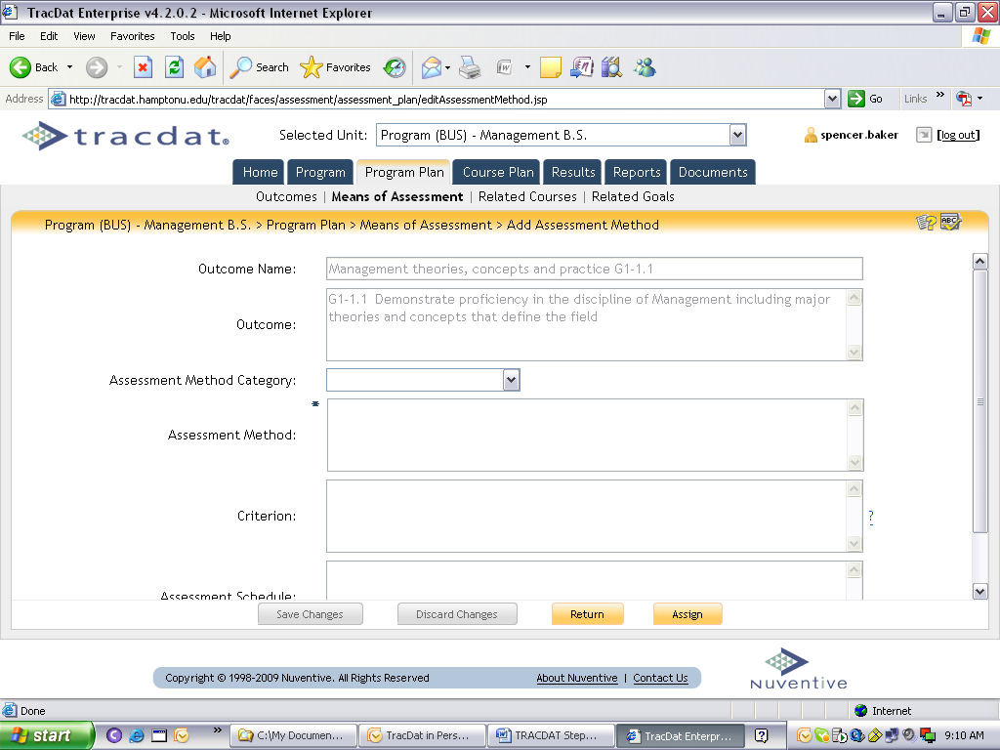 TracDat Enterprise v4.2.0.2 - Microsoft Internet Explorer
File Edit View Favorites Tools Help
Back Search Favorites
Address http://tracdat.hamptonu.edu/tracdat/faces/assessment/assessment_plan/editAssessmentMethod.jsp Go Links »
tracdat® Selected Unit: Program (BUS) - Management B.S. spencer.baker [log out]
Home Program Program Plan Course Plan Results Reports Documents
Outcomes | Means of Assessment | Related Courses | Related Goals
Program (BUS) - Management B.S. > Program Plan > Means of Assessment > Add Assessment Method ABC
Outcome Name: Management theories, concepts and practice G1-1.1
Outcome: G1-1.1 Demonstrate proficiency in the discipline of Management including major
theories and concepts that define the field
Assessment Method Category:
* Assessment Method:
Criterion: ?
Assessment Schedule:
Save Changes Discard Changes Return Assign
Copyright © 1998-2009 Nuventive. All Rights Reserved About Nuventive | Contact Us
NUVENTIVE
Done Internet
start » C:\My Documen... TracDat in Pers... TRACDAT Step... TracDat Enterpr... ? 9:10 AM